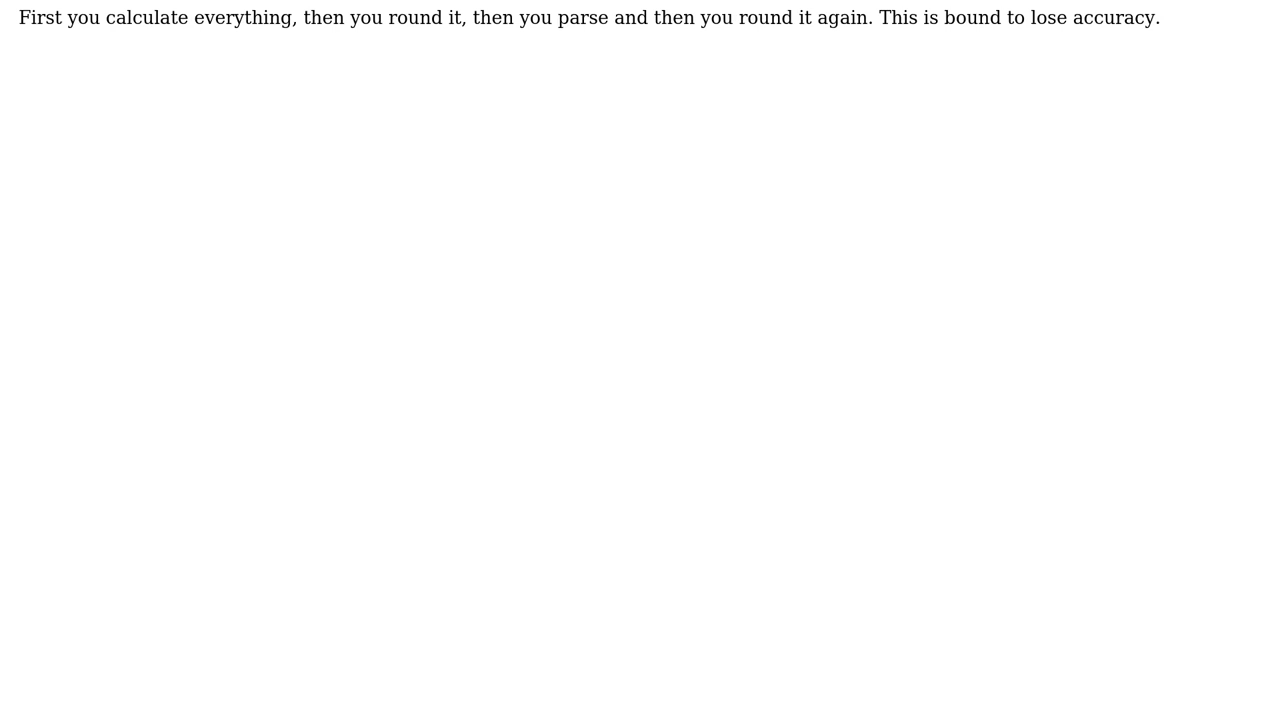 First you calculate everything, then you round it, then you parse and then you round it again. This is bound to lose accuracy.